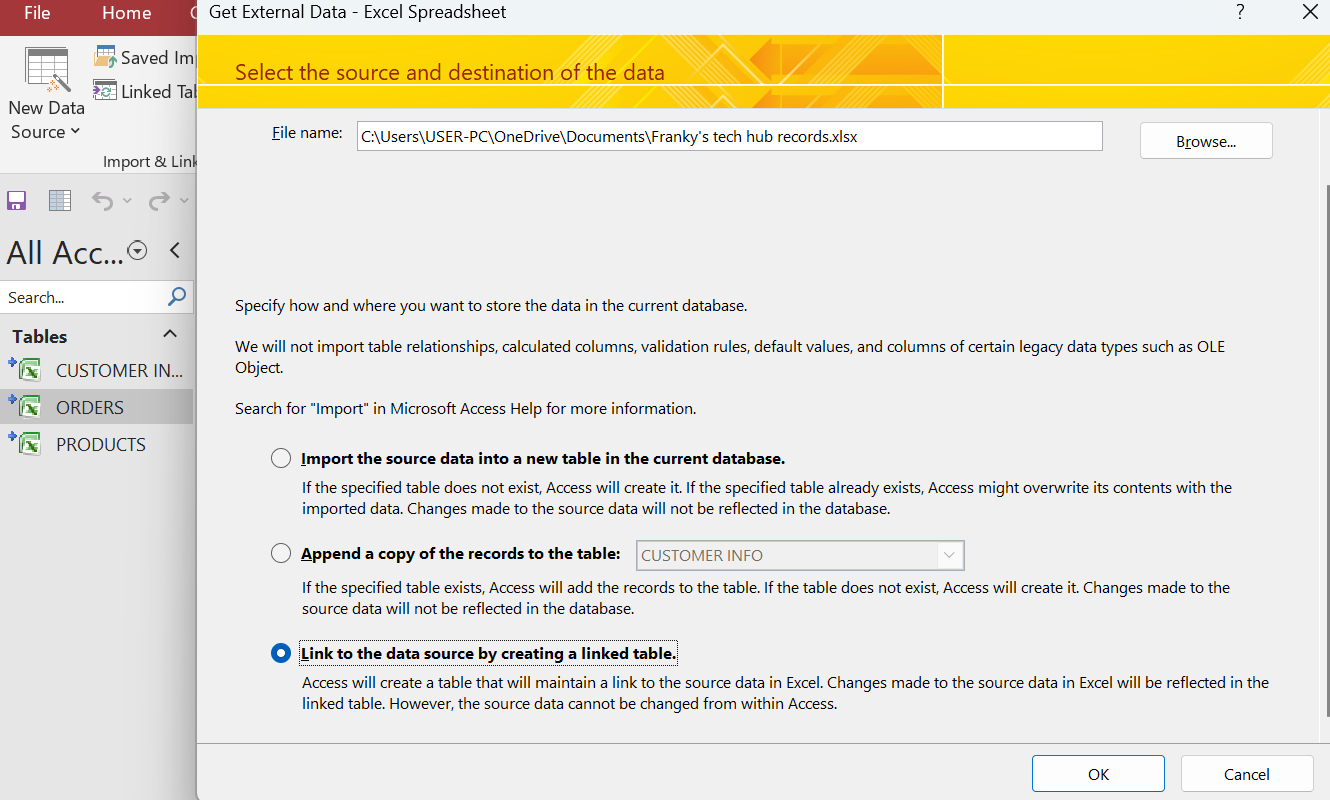 File
Home
Get External Data - Excel Spreadsheet
?
Saved Im
Linked Ta
New Data
Source
Import & Link
Select the source and destination of the data
File name:
C:\Users\USER-PC\OneDrive\Documents\Franky's tech hub records.xlsx
Browse...
All Acc...
Search...
Tables
CUSTOMER IN...
ORDERS
PRODUCTS
Specify how and where you want to store the data in the current database.
We will not import table relationships, calculated columns, validation rules, default values, and columns of certain legacy data types such as OLE
Object.
Search for "Import" in Microsoft Access Help for more information.
Import the source data into a new table in the current database.
If the specified table does not exist, Access will create it. If the specified table already exists, Access might overwrite its contents with the
imported data. Changes made to the source data will not be reflected in the database.
Append a copy of the records to the table:
CUSTOMER INFO
If the specified table exists, Access will add the records to the table. If the table does not exist, Access will create it. Changes made to the
source data will not be reflected in the database.
Link to the data source by creating a linked table.
Access will create a table that will maintain a link to the source data in Excel. Changes made to the source data in Excel will be reflected in the
linked table. However, the source data cannot be changed from within Access.
OK
Cancel